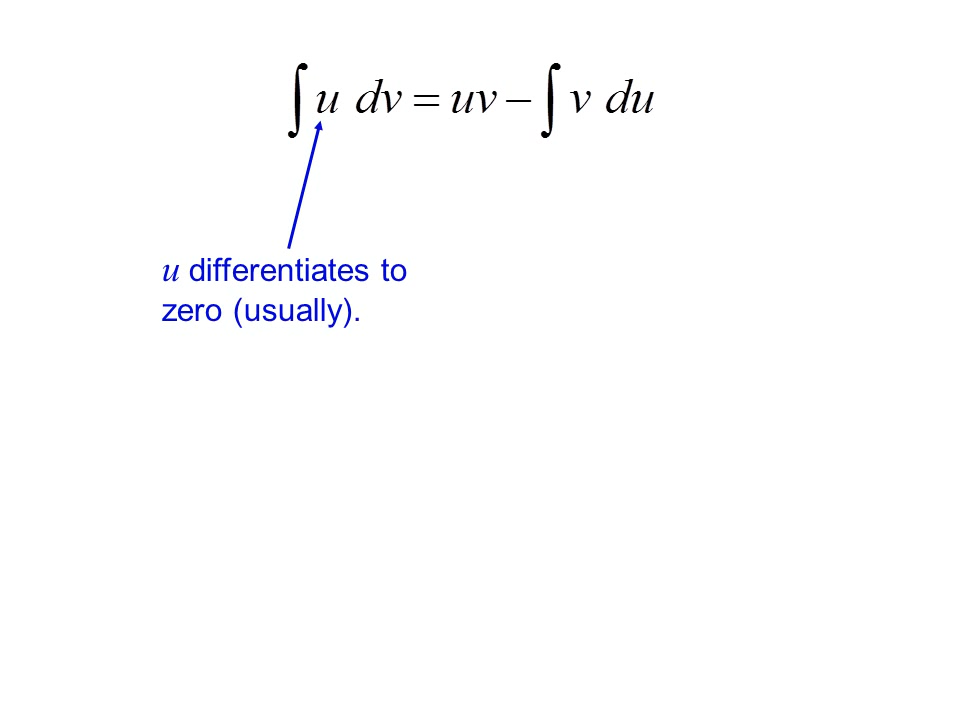 ∫ u dv = uv − ∫ v du
u differentiates to
zero (usually).